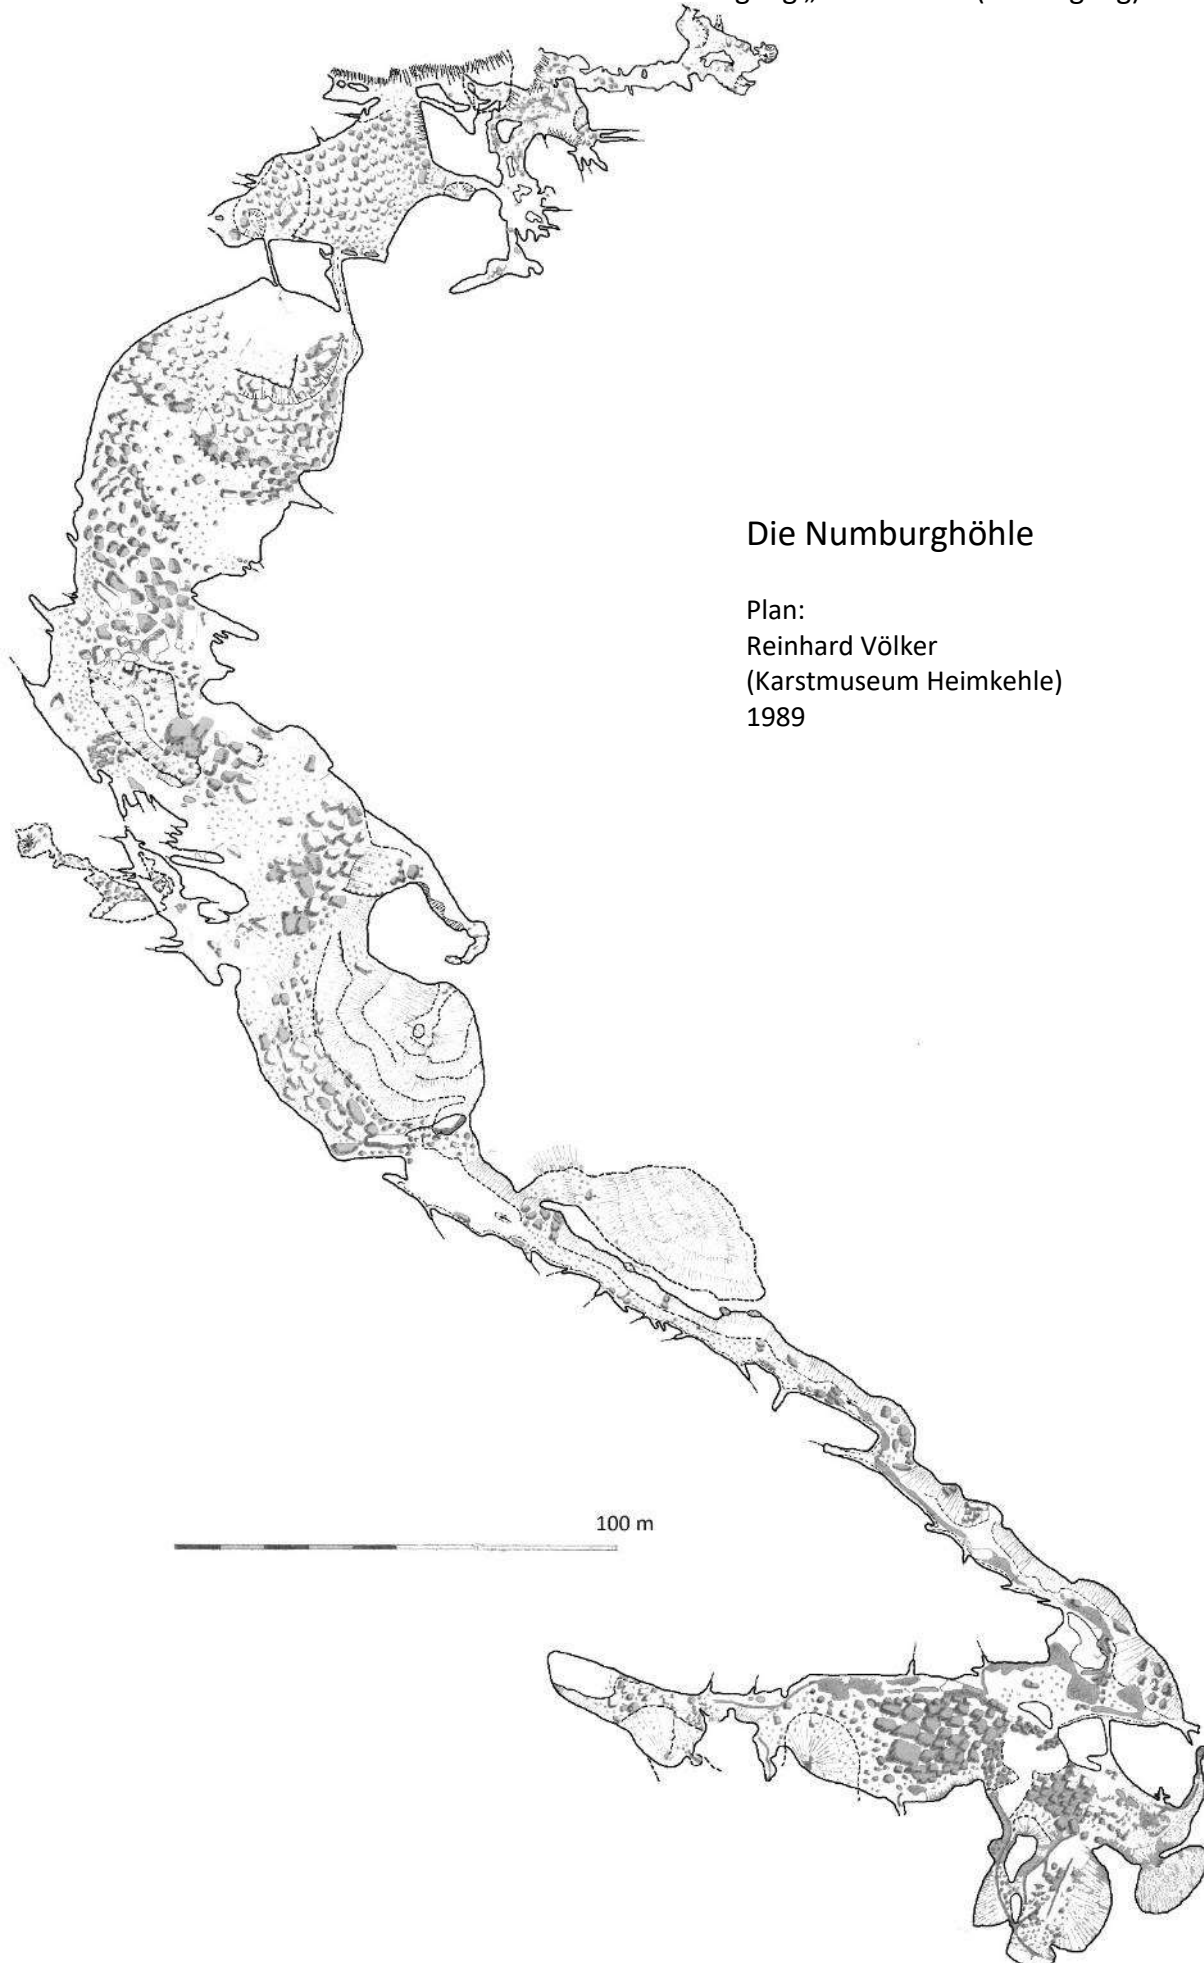 Die Numburghöhle
Plan:
Reinhard Völker
(Karstmuseum Heimkehle)
1989
100 m